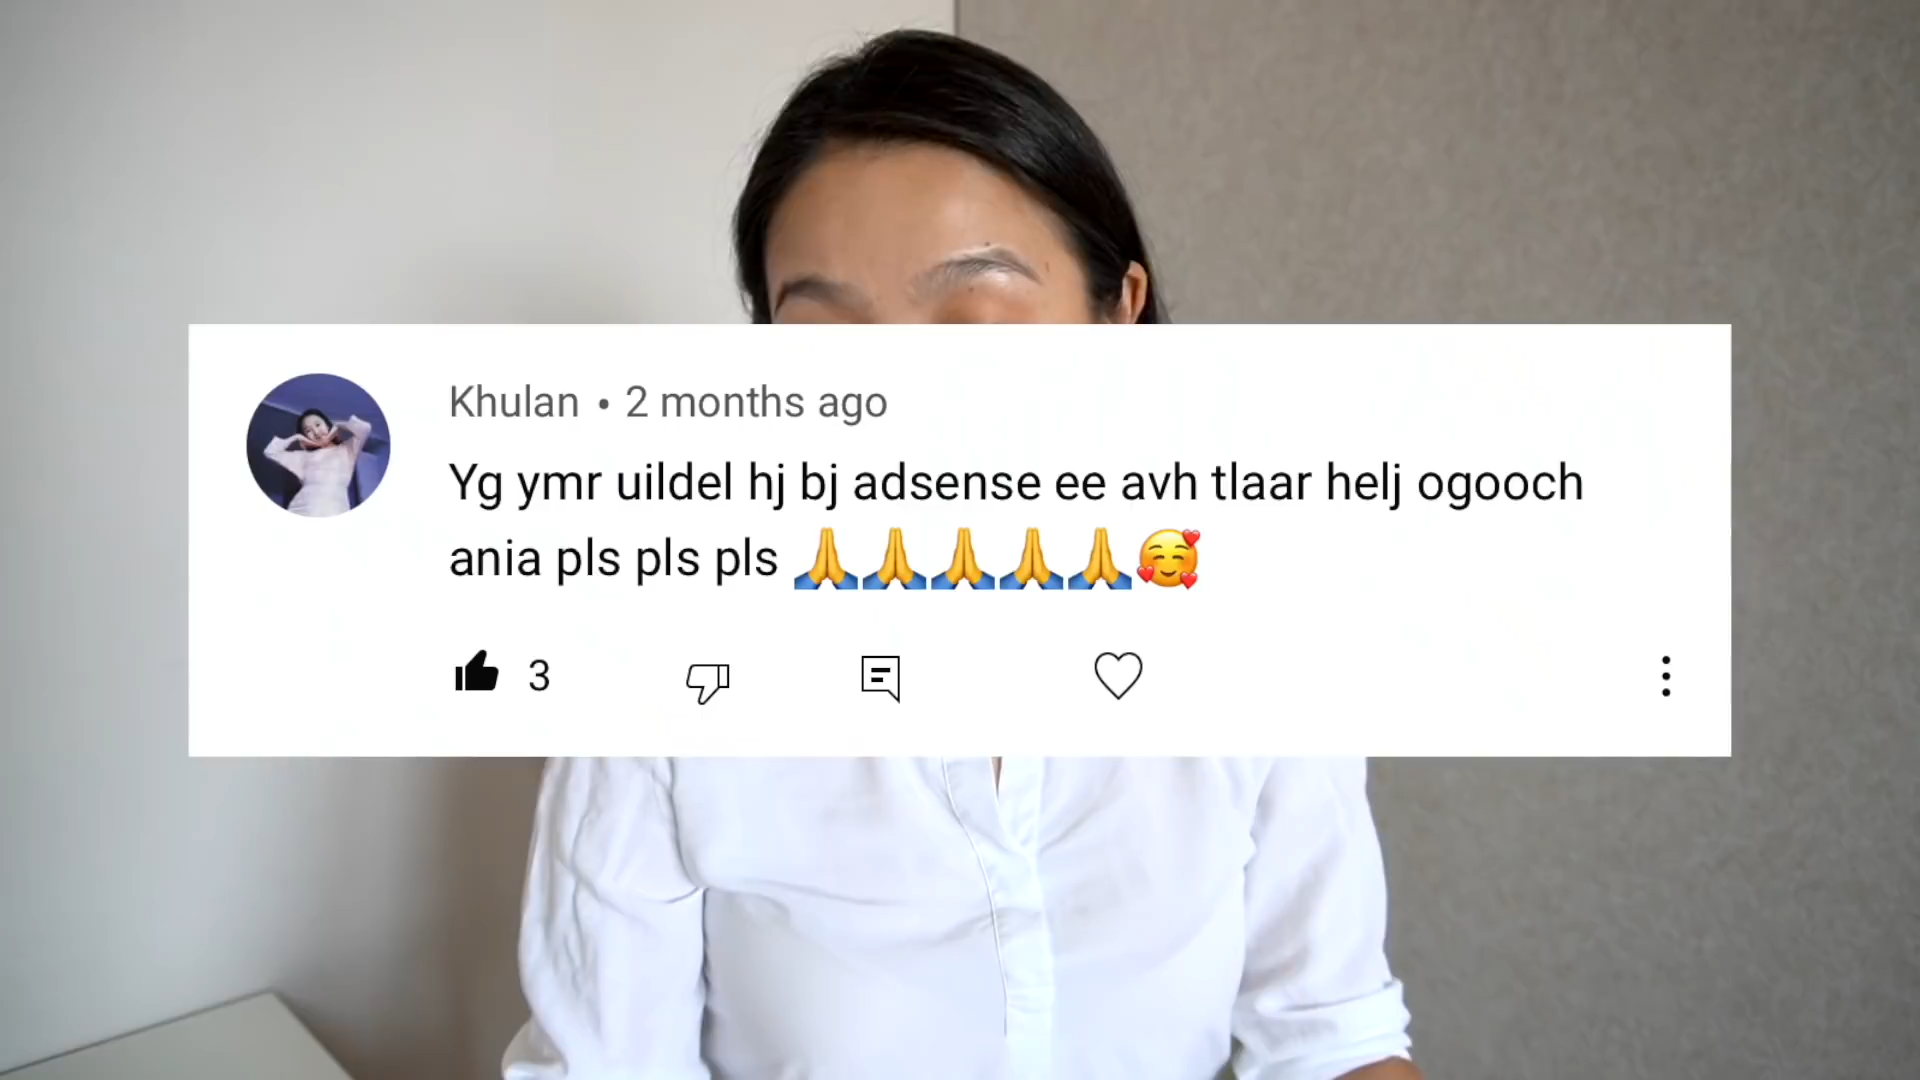 Khulan • 2 months ago
Yg ymr uildel hj bj adsense ee avh tlaar helj ogooch
ania pls pls pls 🙏🙏🙏🙏🙏🥰
3